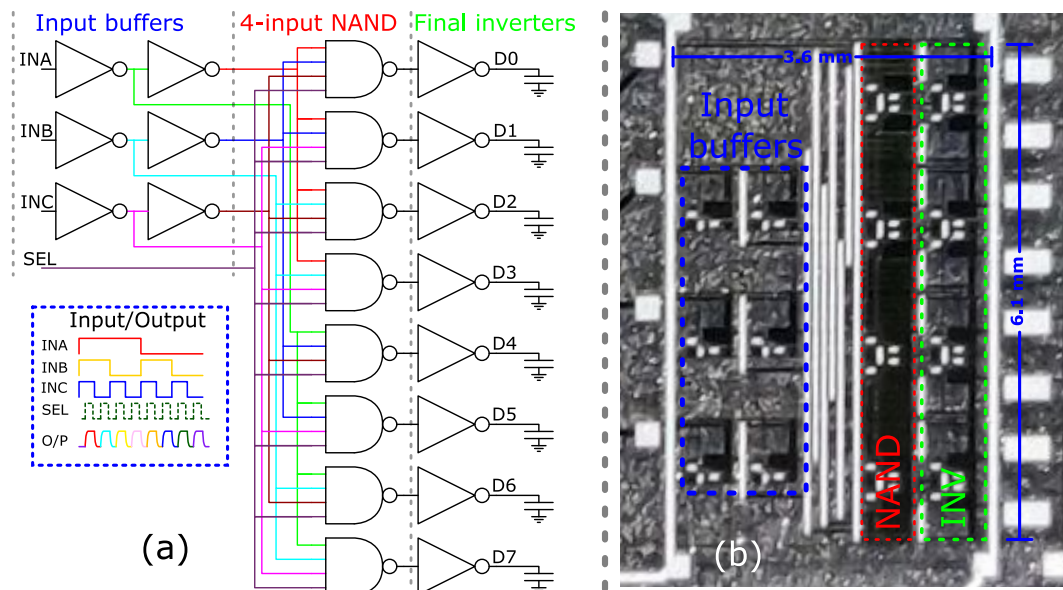 Input buffers
4-input NAND
Final inverters
INA
D0
INB
D1
INC
D2
SEL
D3
Input/Output
INA
INB
INC
SEL
O/P
D4
D5
D6
D7
(a)
3.6 mm
Input
buffers
6.1 mm
NAND
INV
(b)